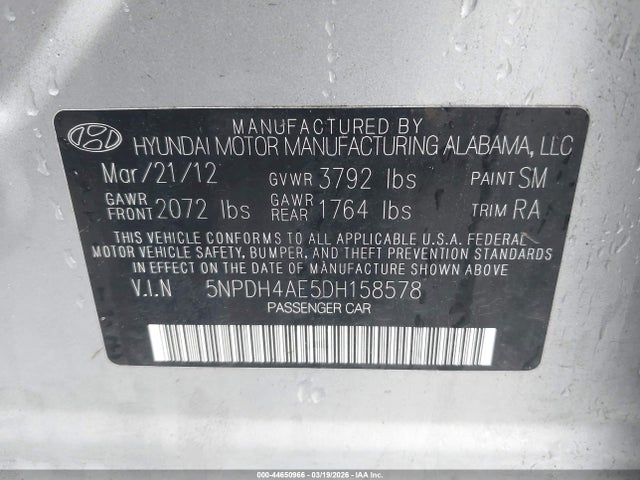 MANUFACTURED BY
HYUNDAI MOTOR MANUFACTURING ALABAMA, LLC
Mar/21/12 GVWR 3792 lbs PAINT SM
GAWR FRONT 2072 lbs GAWR REAR 1764 lbs TRIM RA
THIS VEHICLE CONFORMS TO ALL APPLICABLE U.S.A. FEDERAL
MOTOR VEHICLE SAFETY, BUMPER, AND THEFT PREVENTION STANDARDS
IN EFFECT ON THE DATE OF MANUFACTURE SHOWN ABOVE
V.I.N 5NPDH4AE5DH158578
PASSENGER CAR
000-44650966 — 03/19/2026 — IAA Inc.